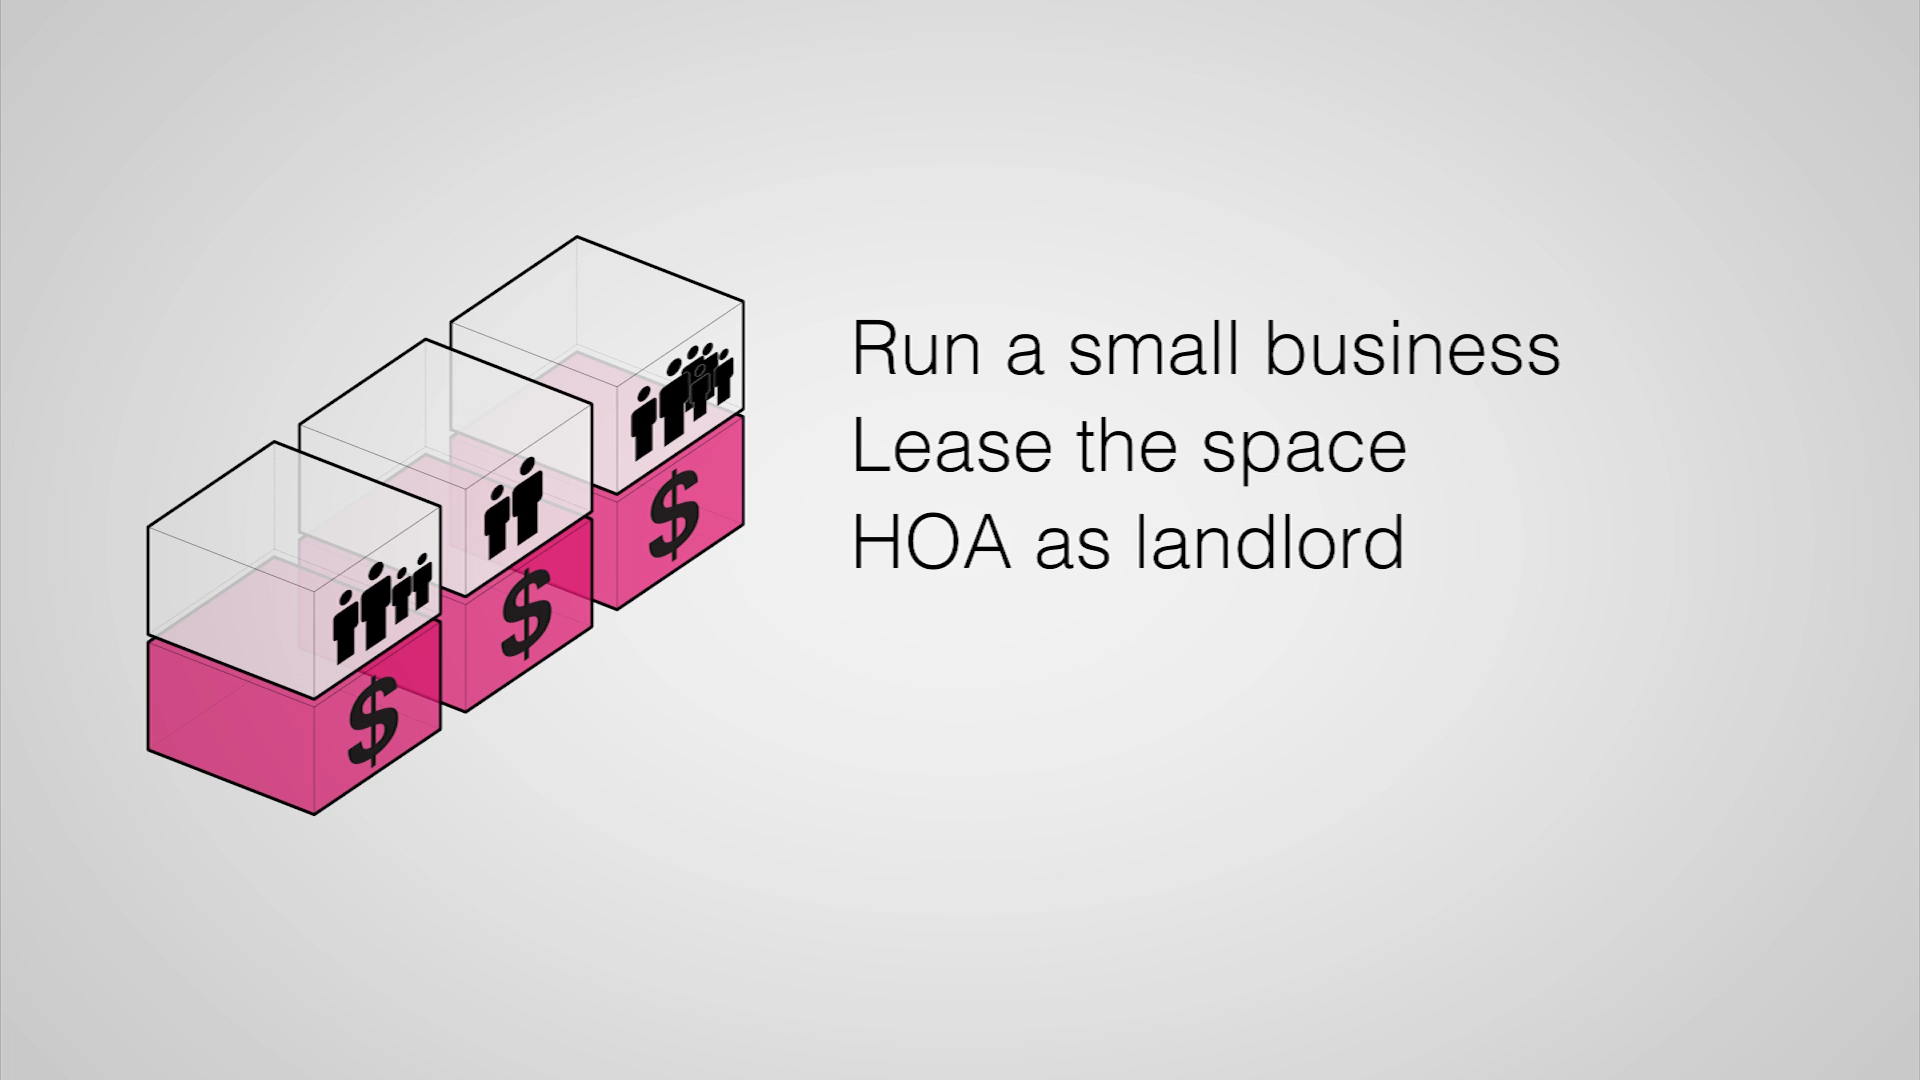 Run a small business
Lease the space
HOA as landlord
$
$
$